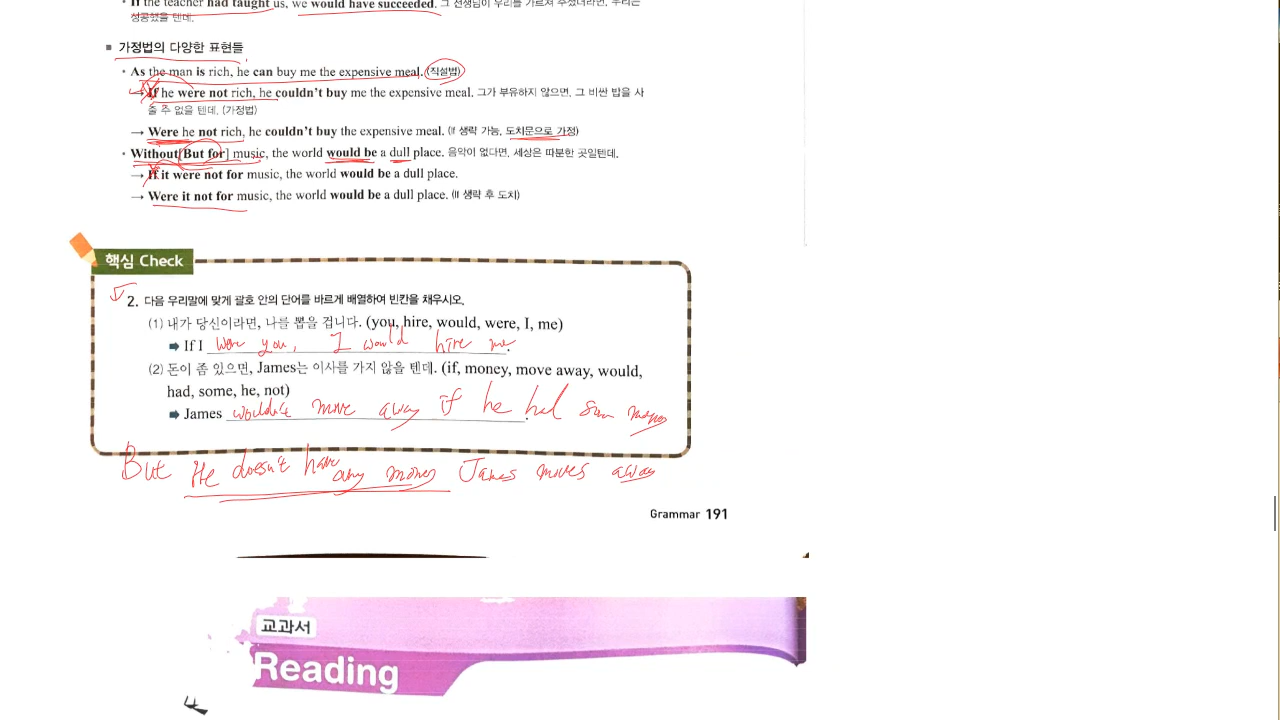 • If the teacher had taught us, we would have succeeded. 그 선생님이 우리를 가르쳐 주셨더라면, 우리는
성공했을 텐데.
■ 가정법의 다양한 표현들
• As the man is rich, he can buy me the expensive meal. (직설법)
→ If he were not rich, he couldn't buy me the expensive meal. 그가 부유하지 않으면, 그 비싼 밥을 사
줄 수 없을 텐데. (가정법)
→ Were he not rich, he couldn't buy the expensive meal. (If 생략 가능, 도치문으로 가정)
• Without[But for] music, the world would be a dull place. 음악이 없다면, 세상은 따분한 곳일텐데.
→ If it were not for music, the world would be a dull place.
→ Were it not for music, the world would be a dull place. (If 생략 후 도치)
핵심 Check
2. 다음 우리말에 맞게 괄호 안의 단어를 바르게 배열하여 빈칸을 채우시오.
(1) 내가 당신이라면, 나를 뽑을 겁니다. (you, hire, would, were, I, me)
➡ If I were you, I would hire me.
(2) 돈이 좀 있으면, James는 이사를 가지 않을 텐데. (if, money, move away, would,
had, some, he, not)
➡ James wouldn't move away if he had some money.
But He doesn't have any money James moves away
Grammar 191
교과서
Reading